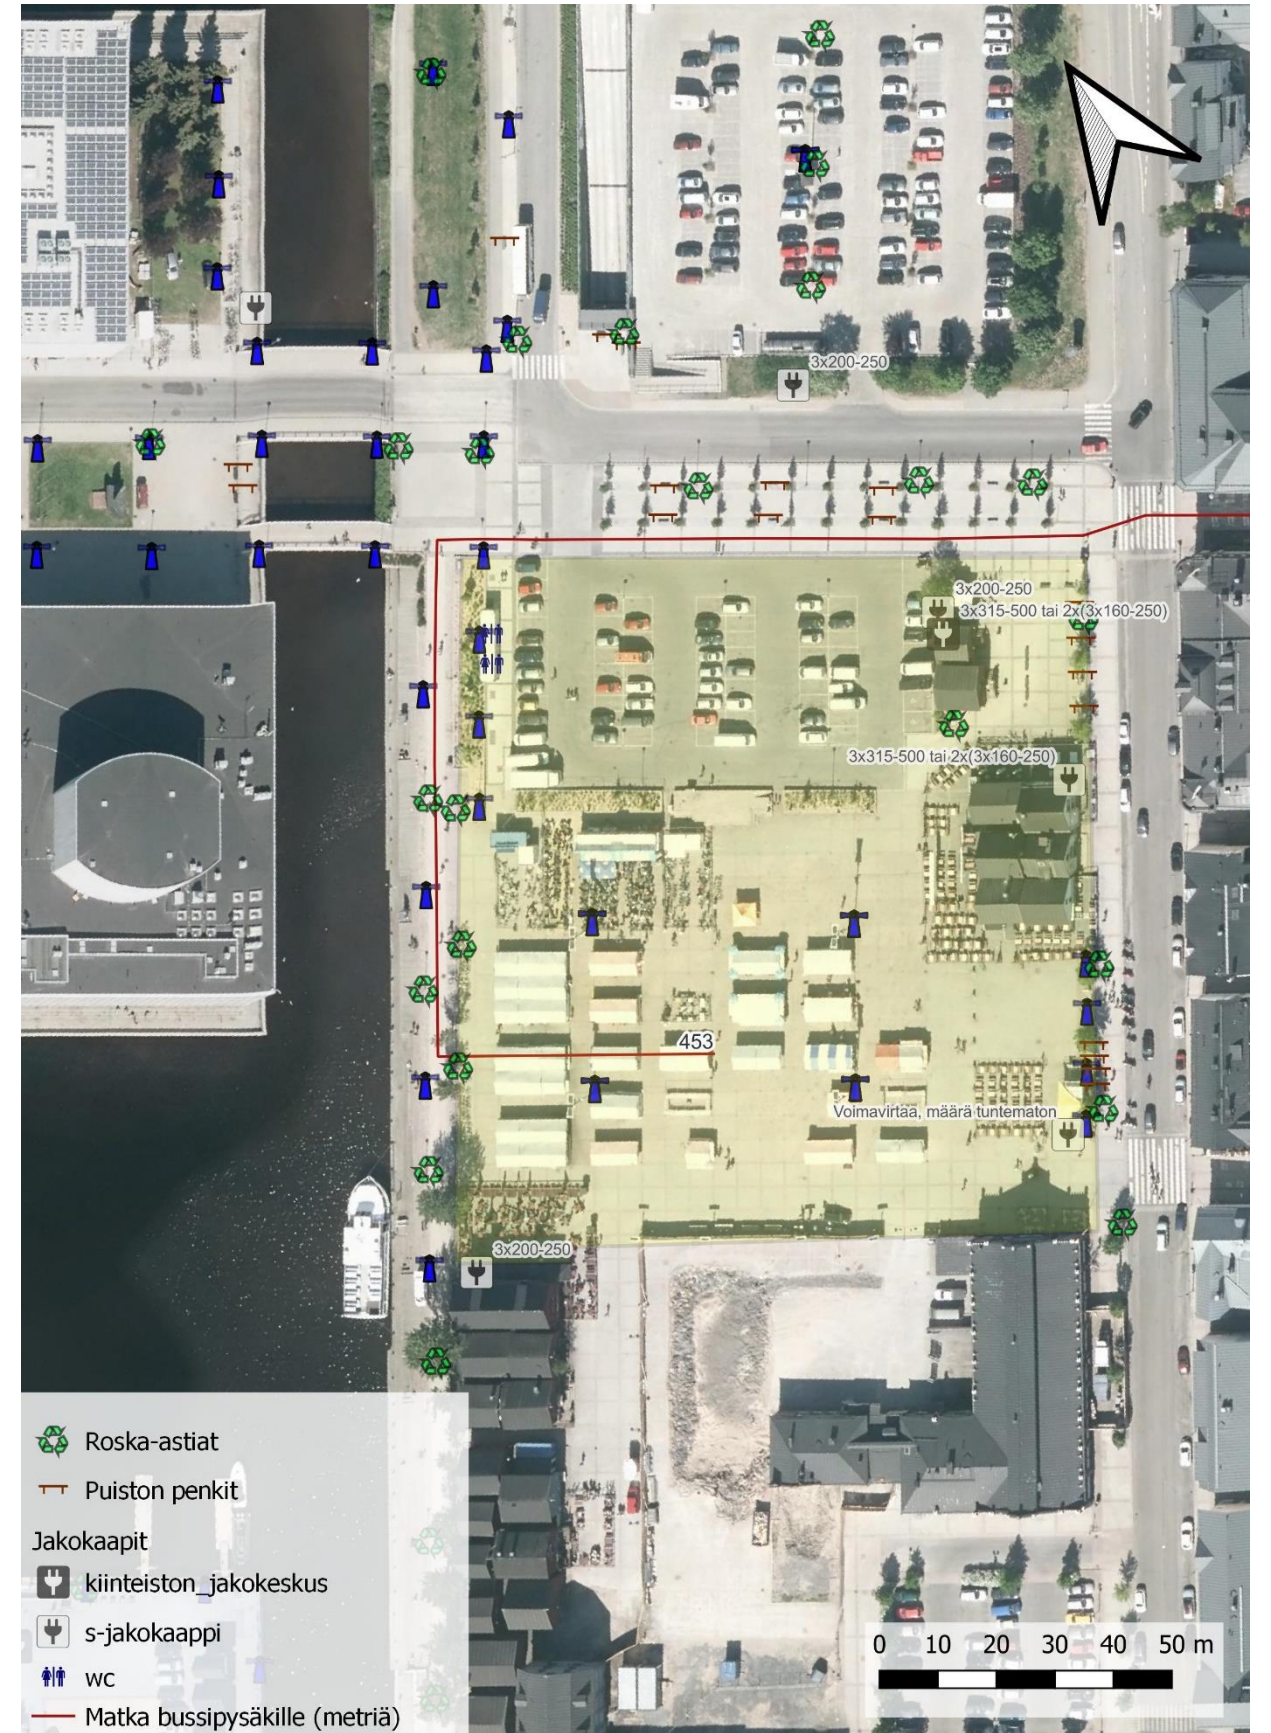 3x200-250
3x200-250
3x315-500 tai 2x(3x160-250)
3x315-500 tai 2x(3x160-250)
453
Voimavirtaa, määrä tuntematon
3x200-250
Roska-astiat
Puiston penkit
Jakokaapit
kiinteiston_jakokeskus
s-jakokaappi
wc
Matka bussipysäkille (metriä)
0 10 20 30 40 50 m